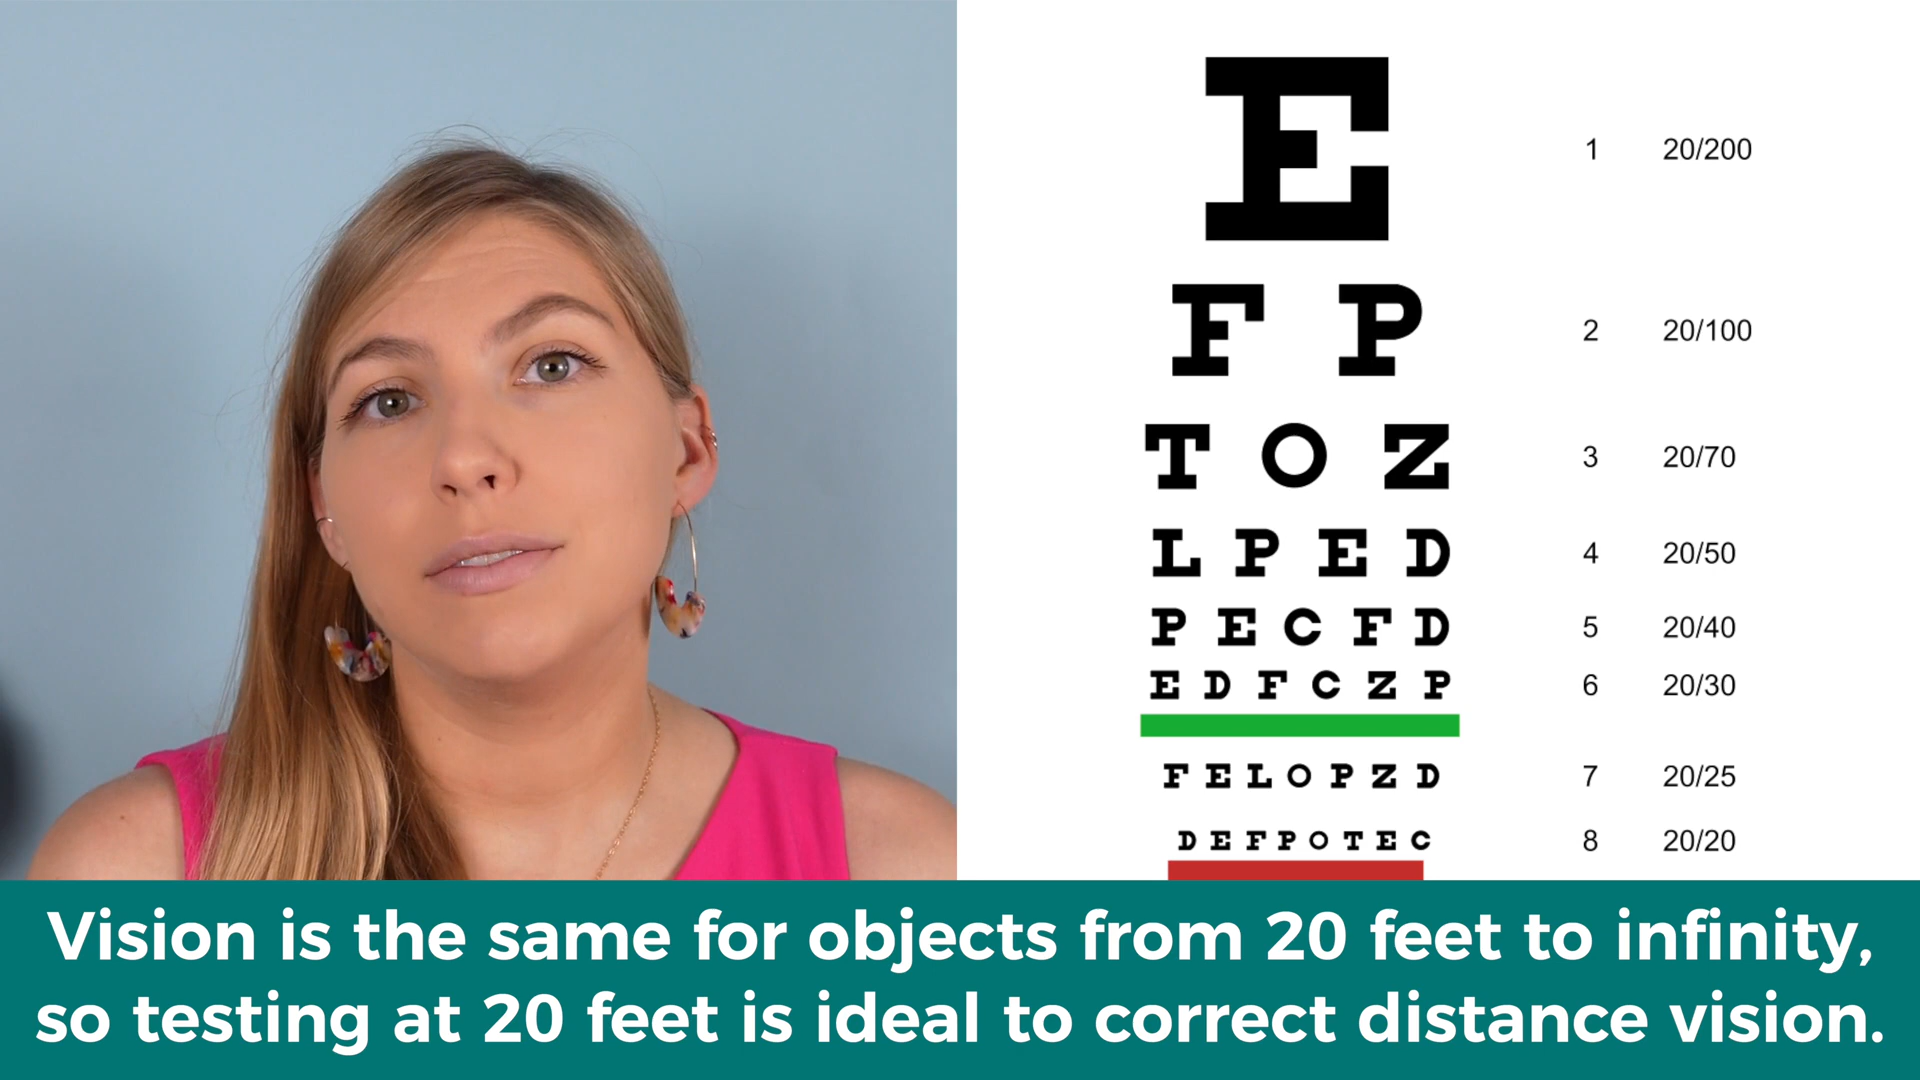 E 1 20/200
F P 2 20/100
T O Z 3 20/70
L P E D 4 20/50
P E C F D 5 20/40
E D F C Z P 6 20/30
F E L O P Z D 7 20/25
D E F P O T E C 8 20/20
Vision is the same for objects from 20 feet to infinity,
so testing at 20 feet is ideal to correct distance vision.